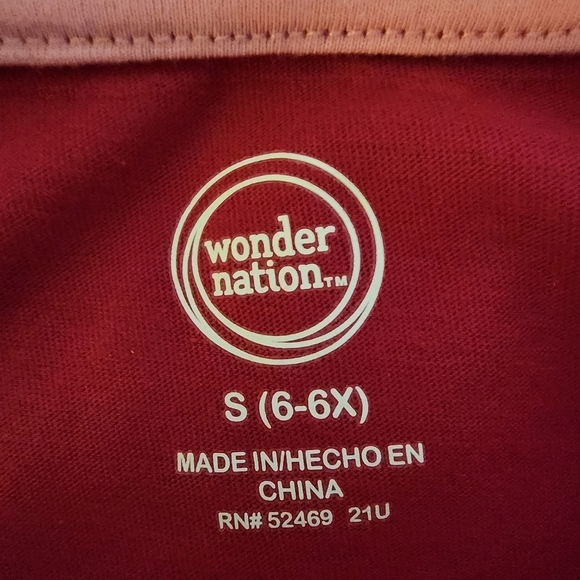 wonder
nation™
S (6-6X)
MADE IN/HECHO EN
CHINA
RN# 52469 21U